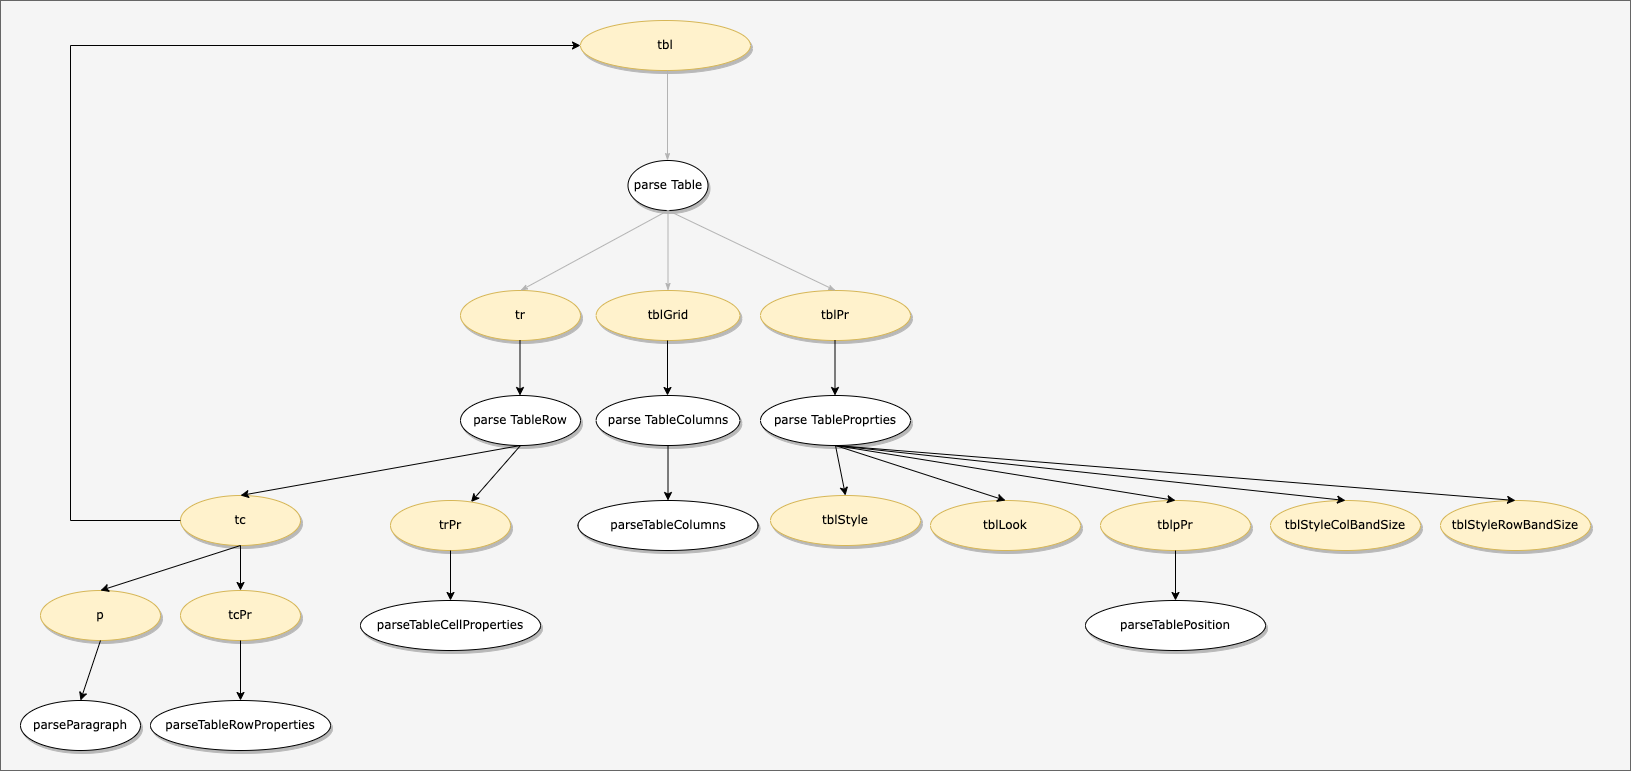 tbl
parse Table
tr
tblGrid
tblPr
parse TableRow
parse TableColumns
parse TableProprties
tc
trPr
parseTableColumns
tblStyle
tblLook
tblpPr
tblStyleColBandSize
tblStyleRowBandSize
p
tcPr
parseTableCellProperties
parseTablePosition
parseParagraph
parseTableRowProperties